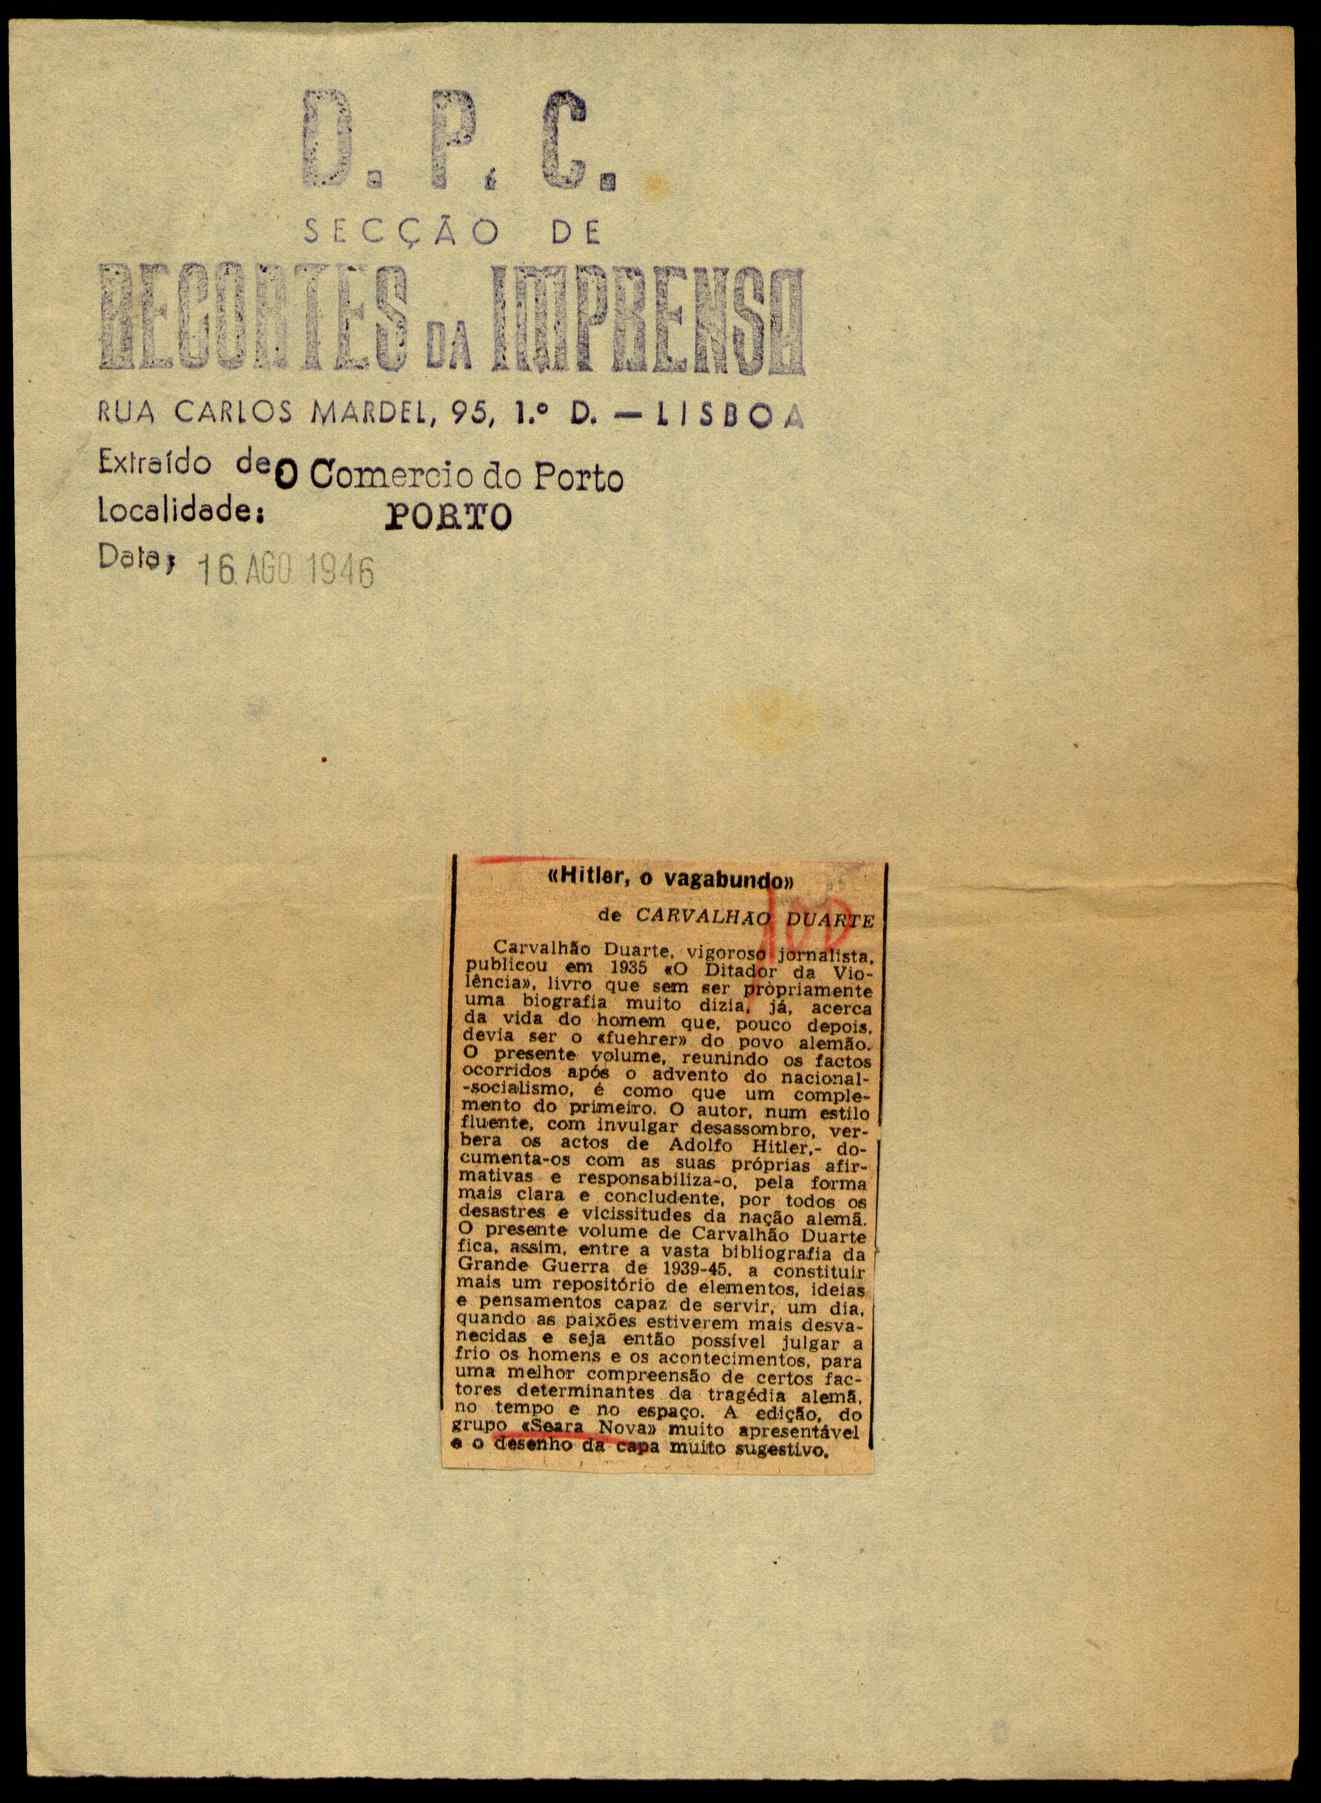 D. P. C.
SECÇÃO DE
RECORTES DA IMPRENSA
RUA CARLOS MARDEL, 95, 1.º D. — LISBOA
Extraído de O Comercio do Porto
Localidade: PORTO
Data; 16 AGO 1946
«Hitler, o vagabundo»
de CARVALHAO DUARTE
Carvalhão Duarte, vigoroso jornalista,
publicou em 1935 «O Ditador da Vio-
lência», livro que sem ser pròpriamente
uma biografia muito dizia, já, acerca
da vida do homem que, pouco depois,
devia ser o «fuehrer» do povo alemão.
O presente volume, reunindo os factos
ocorridos após o advento do nacional-
-socialismo, é como que um comple-
mento do primeiro. O autor, num estilo
fluente, com invulgar desassombro, ver-
bera os actos de Adolfo Hitler,- do-
cumenta-os com as suas próprias afir-
mativas e responsabiliza-o, pela forma
mais clara e concludente, por todos os
desastres e vicissitudes da nação alemã.
O presente volume de Carvalhão Duarte
fica, assim, entre a vasta bibliografia da
Grande Guerra de 1939-45, a constituir
mais um repositório de elementos, ideias
e pensamentos capaz de servir, um dia,
quando as paixões estiverem mais desva-
necidas e seja então possível julgar a
frio os homens e os acontecimentos, para
uma melhor compreensão de certos fac-
tores determinantes da tragédia alemã,
no tempo e no espaço. A edição, do
grupo «Seara Nova» muito apresentável
e o desenho da capa muito sugestivo.